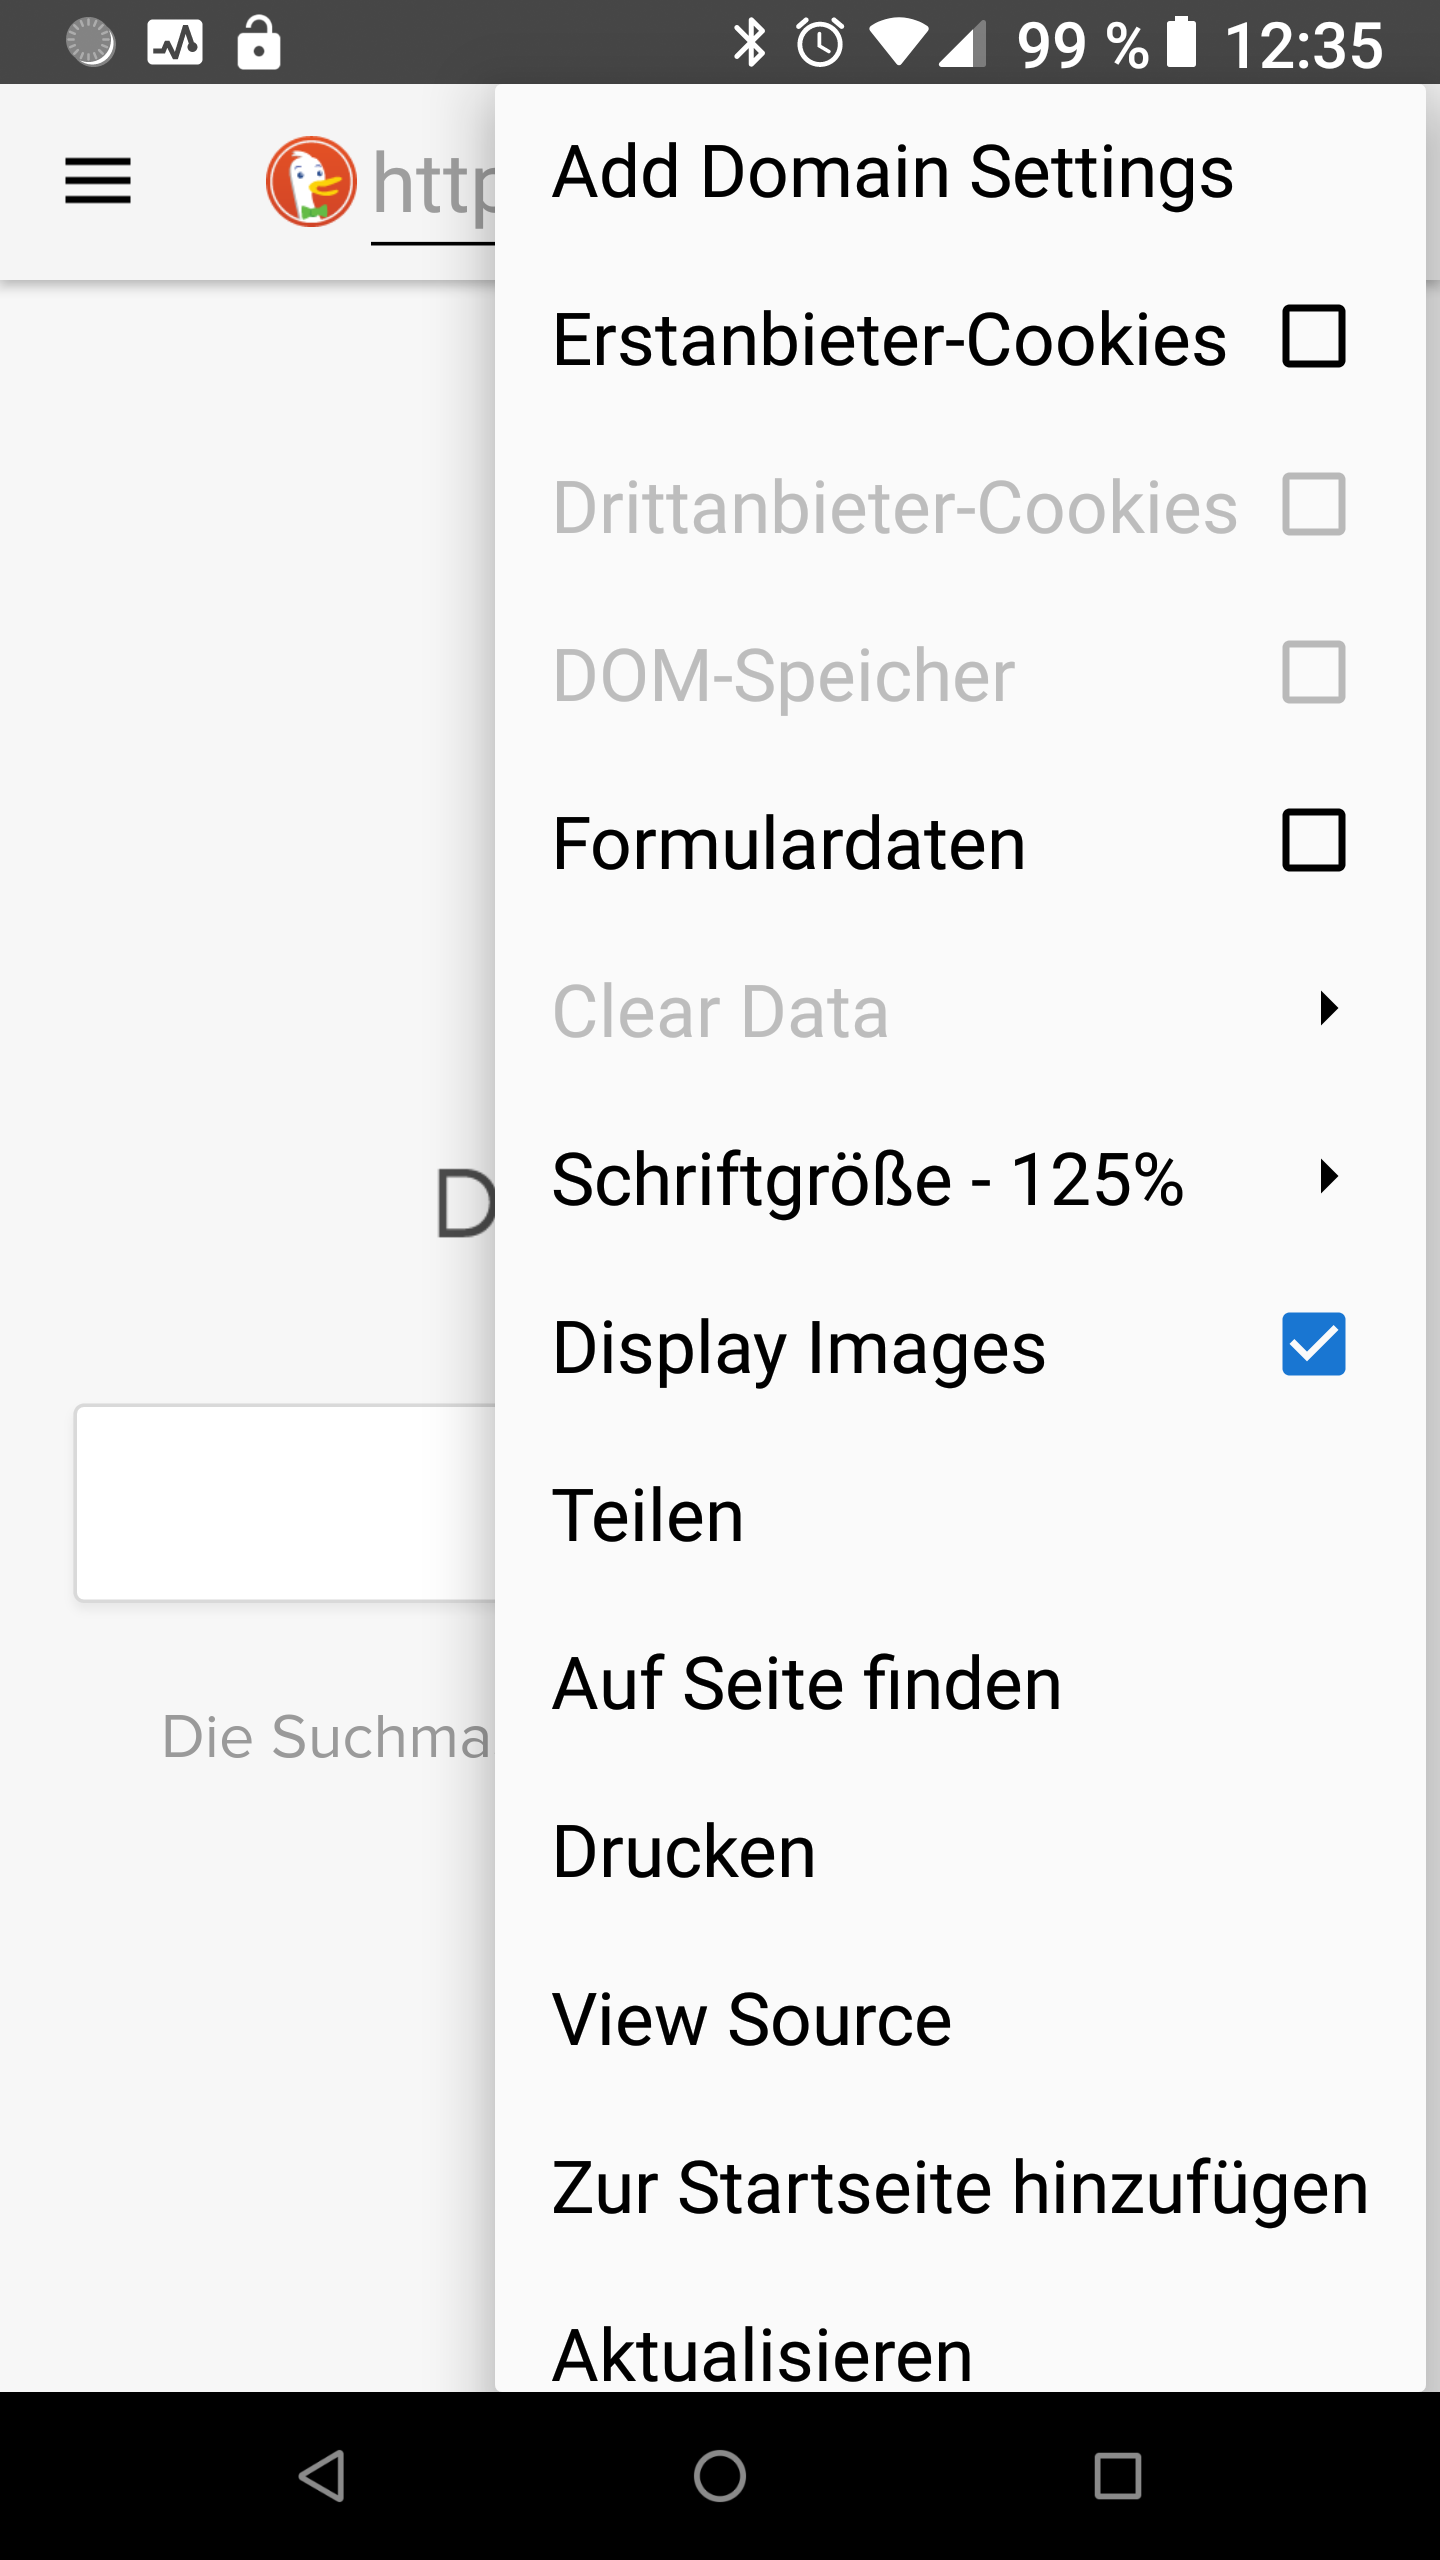 99 % 12:35
http
Add Domain Settings
Erstanbieter-Cookies
Drittanbieter-Cookies
DOM-Speicher
Formulardaten
Clear Data
Schriftgröße - 125%
Display Images
D
Teilen
Auf Seite finden
Die Suchma
Drucken
View Source
Zur Startseite hinzufügen
Aktualisieren